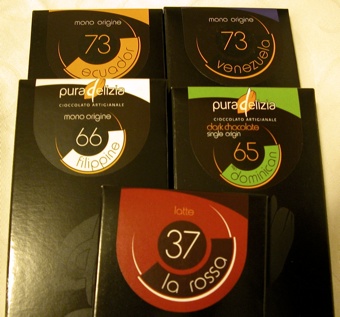 mono origine
73
ecuador
mono origine
73
venezuela
puradelizia
CIOCCOLATO ARTIGIANALE
mono origine
66
filippine
puradelizia
CIOCCOLATO ARTIGIANALE
dark chocolate
single origin
65
dominican
latte
37
la rossa